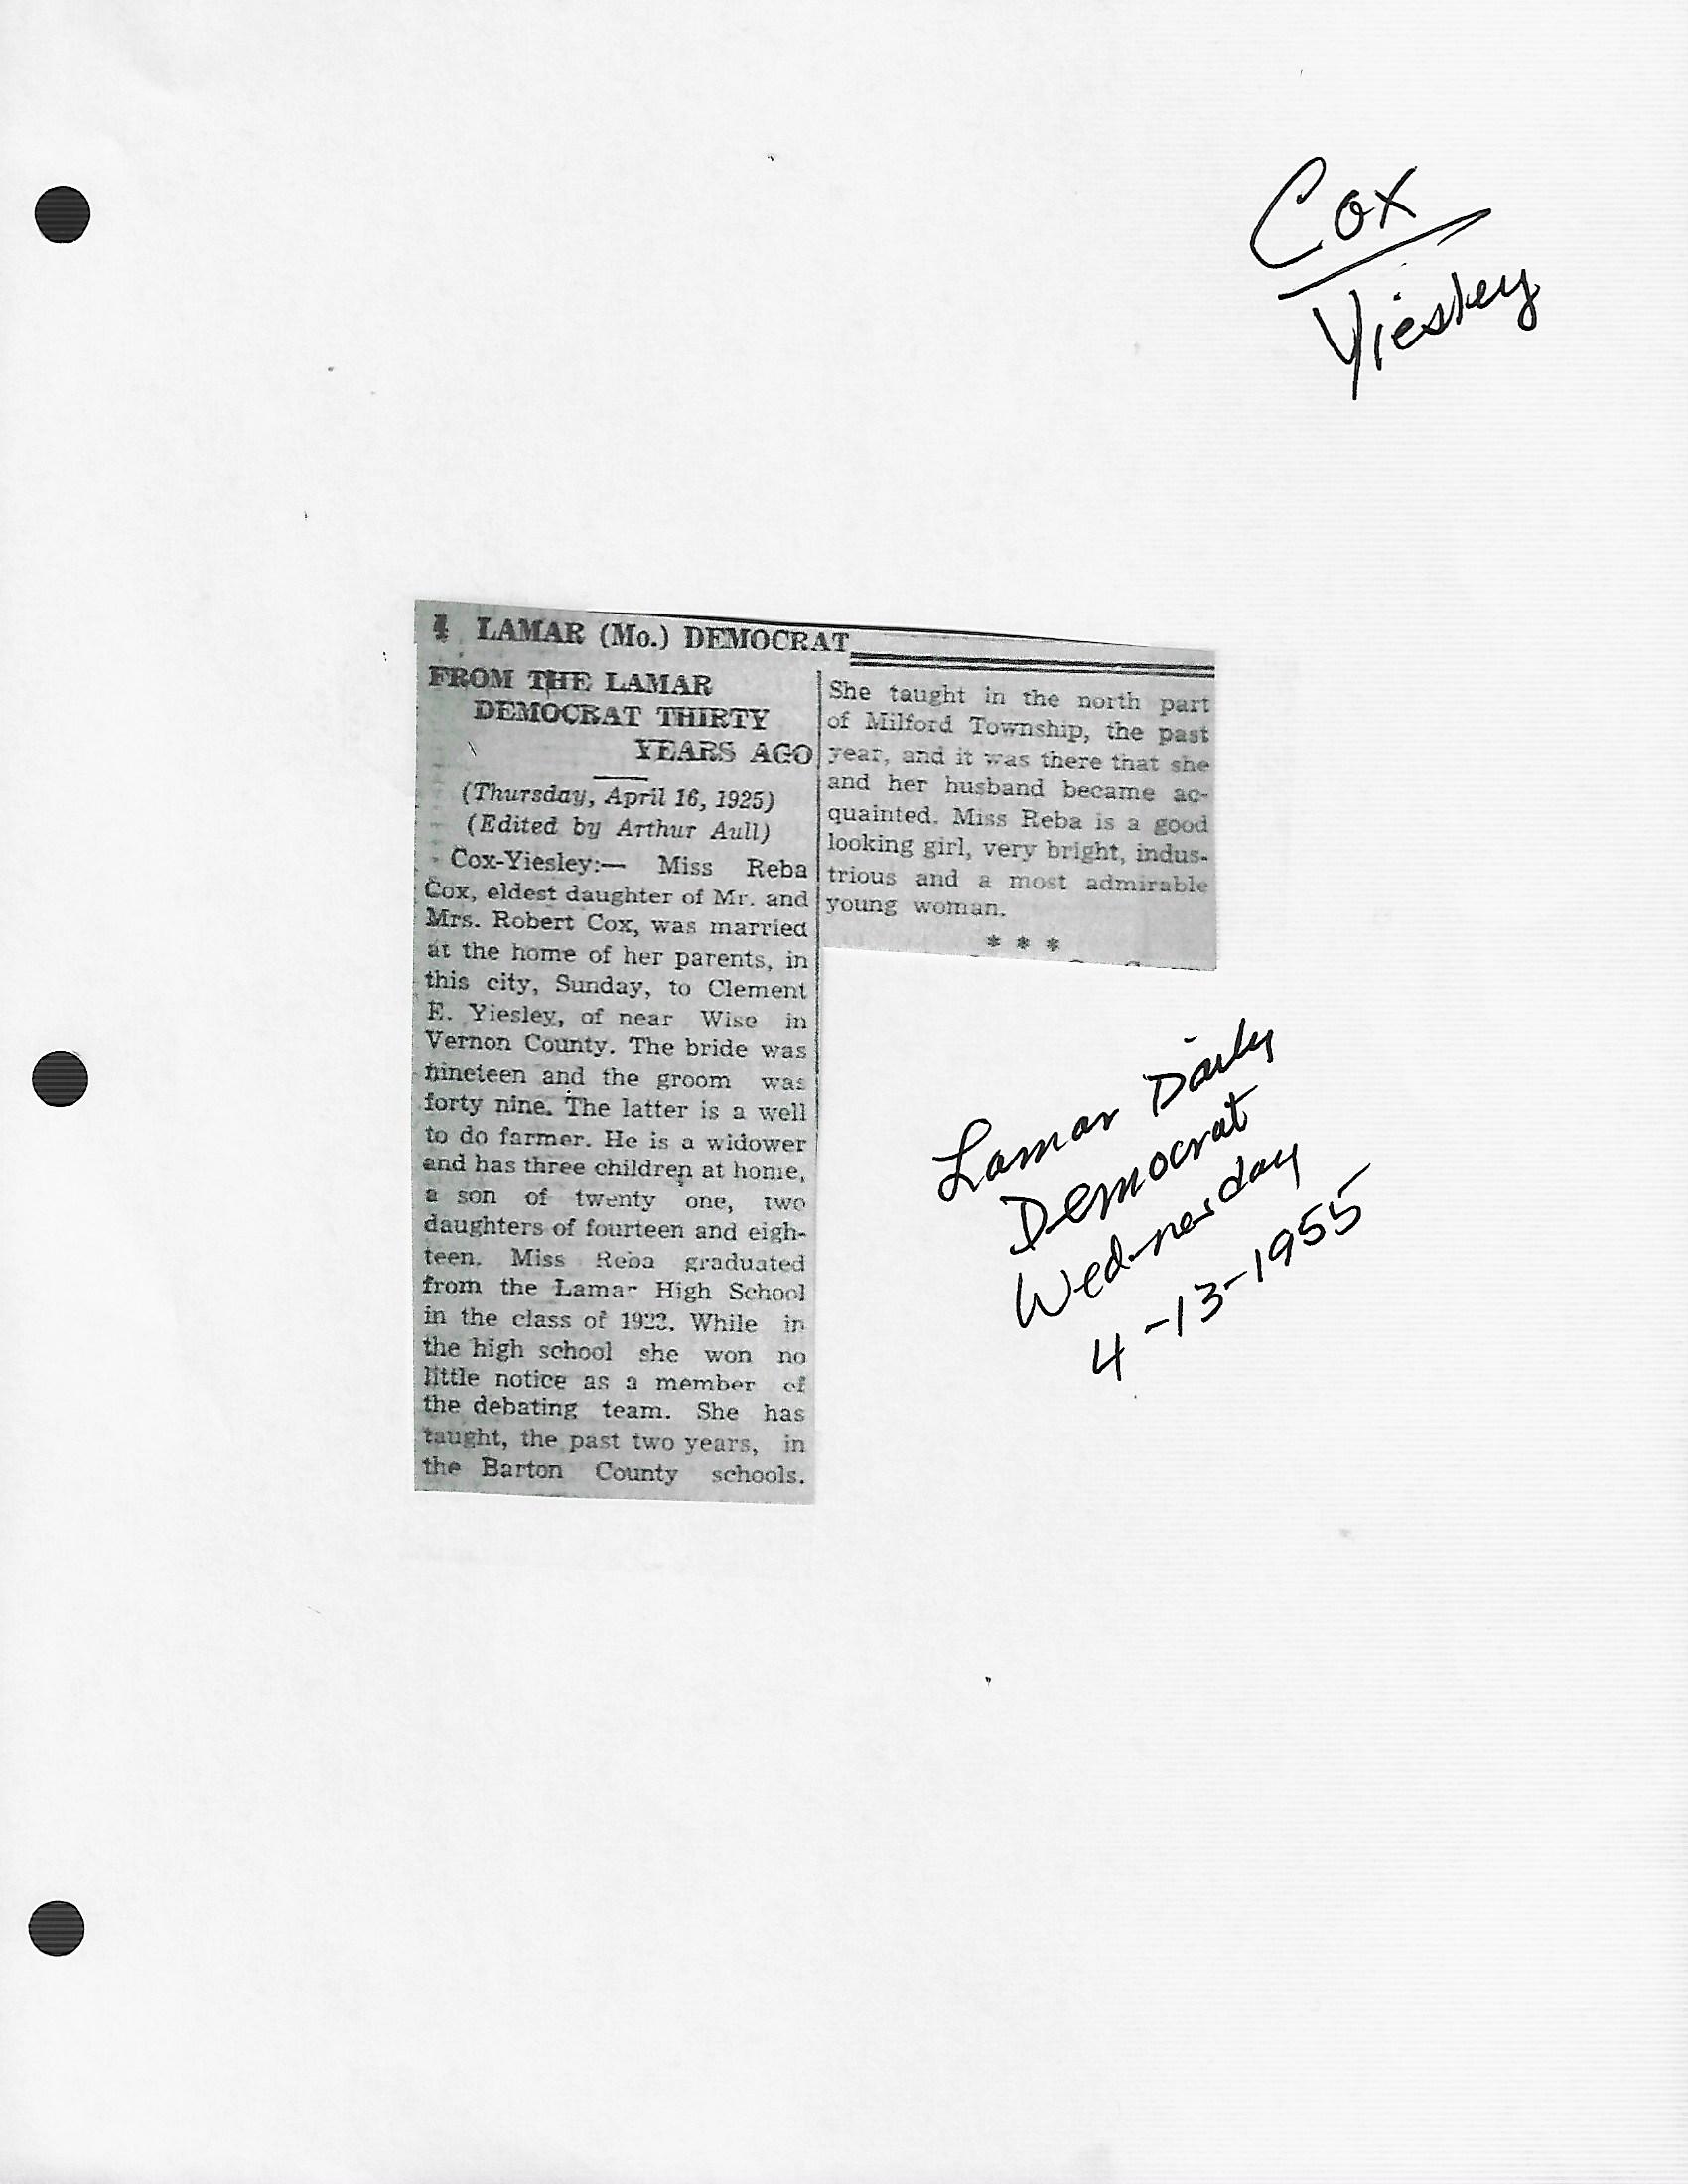 Cox
Yiesley
4 LAMAR (Mo.) DEMOCRAT
FROM THE LAMAR
DEMOCRAT THIRTY
YEARS AGO
(Thursday, April 16, 1925)
(Edited by Arthur Aull)
Cox-Yiesley:— Miss Reba
Cox, eldest daughter of Mr. and
Mrs. Robert Cox, was married
at the home of her parents, in
this city, Sunday, to Clement
E. Yiesley, of near Wise in
Vernon County. The bride was
nineteen and the groom was
forty nine. The latter is a well
to do farmer. He is a widower
and has three children at home,
a son of twenty one, two
daughters of fourteen and eigh-
teen. Miss Reba graduated
from the Lamar High School
in the class of 1922. While in
the high school she won no
little notice as a member of
the debating team. She has
taught, the past two years, in
the Barton County schools.
She taught in the north part
of Milford Township, the past
year, and it was there that she
and her husband became ac-
quainted. Miss Reba is a good
looking girl, very bright, indus-
trious and a most admirable
young woman.
* * *
Lamar Daily
Democrat
Wednesday
4-13-1955